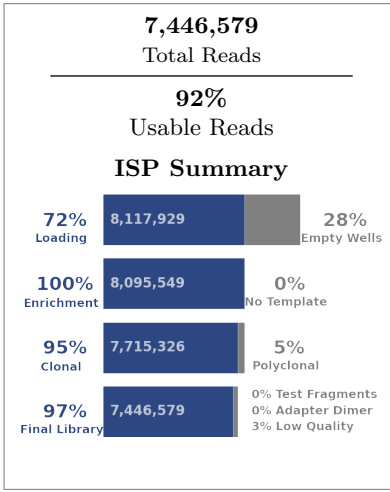 7,446,579
Total Reads
92%
Usable Reads
ISP Summary
72%
Loading
8,117,929
28%
Empty Wells
100%
Enrichment
8,095,549
0%
No Template
95%
Clonal
7,715,326
5%
Polyclonal
97%
Final Library
7,446,579
0% Test Fragments
0% Adapter Dimer
3% Low Quality